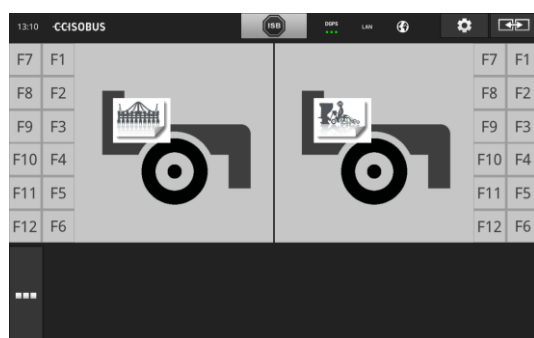 13:10 CCISOBUS ISB DGPS LAN
F7 F1 F7 F1
F8 F2 F8 F2
F9 F3 F9 F3
F10 F4 F10 F4
F11 F5 F11 F5
F12 F6 F12 F6